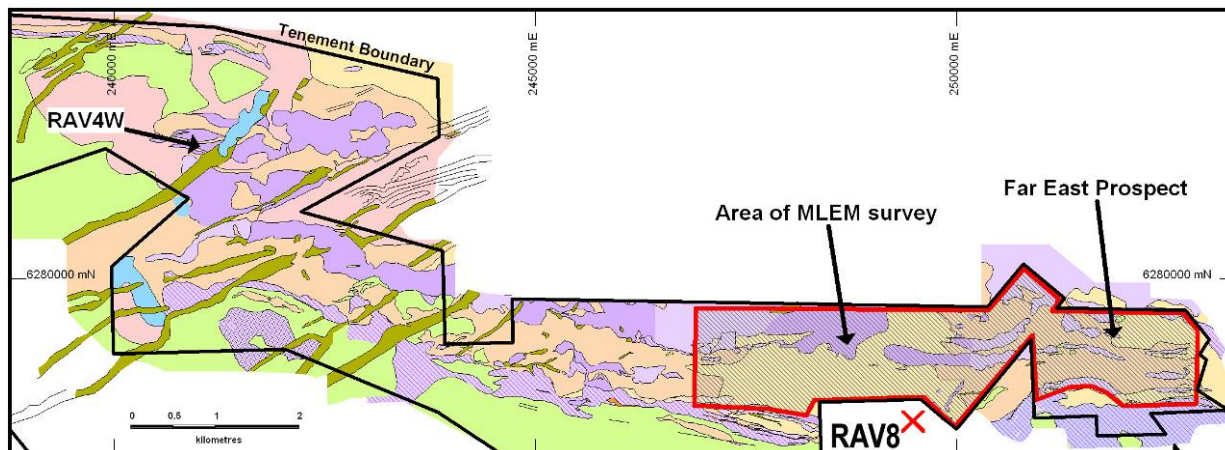 Tenement Boundary
240000 mE
245000 mE
250000 mE
RAV4W
Far East Prospect
Area of MLEM survey
6280000 mN
6280000 mN
0 0.5 1 2
kilometres
RAV8